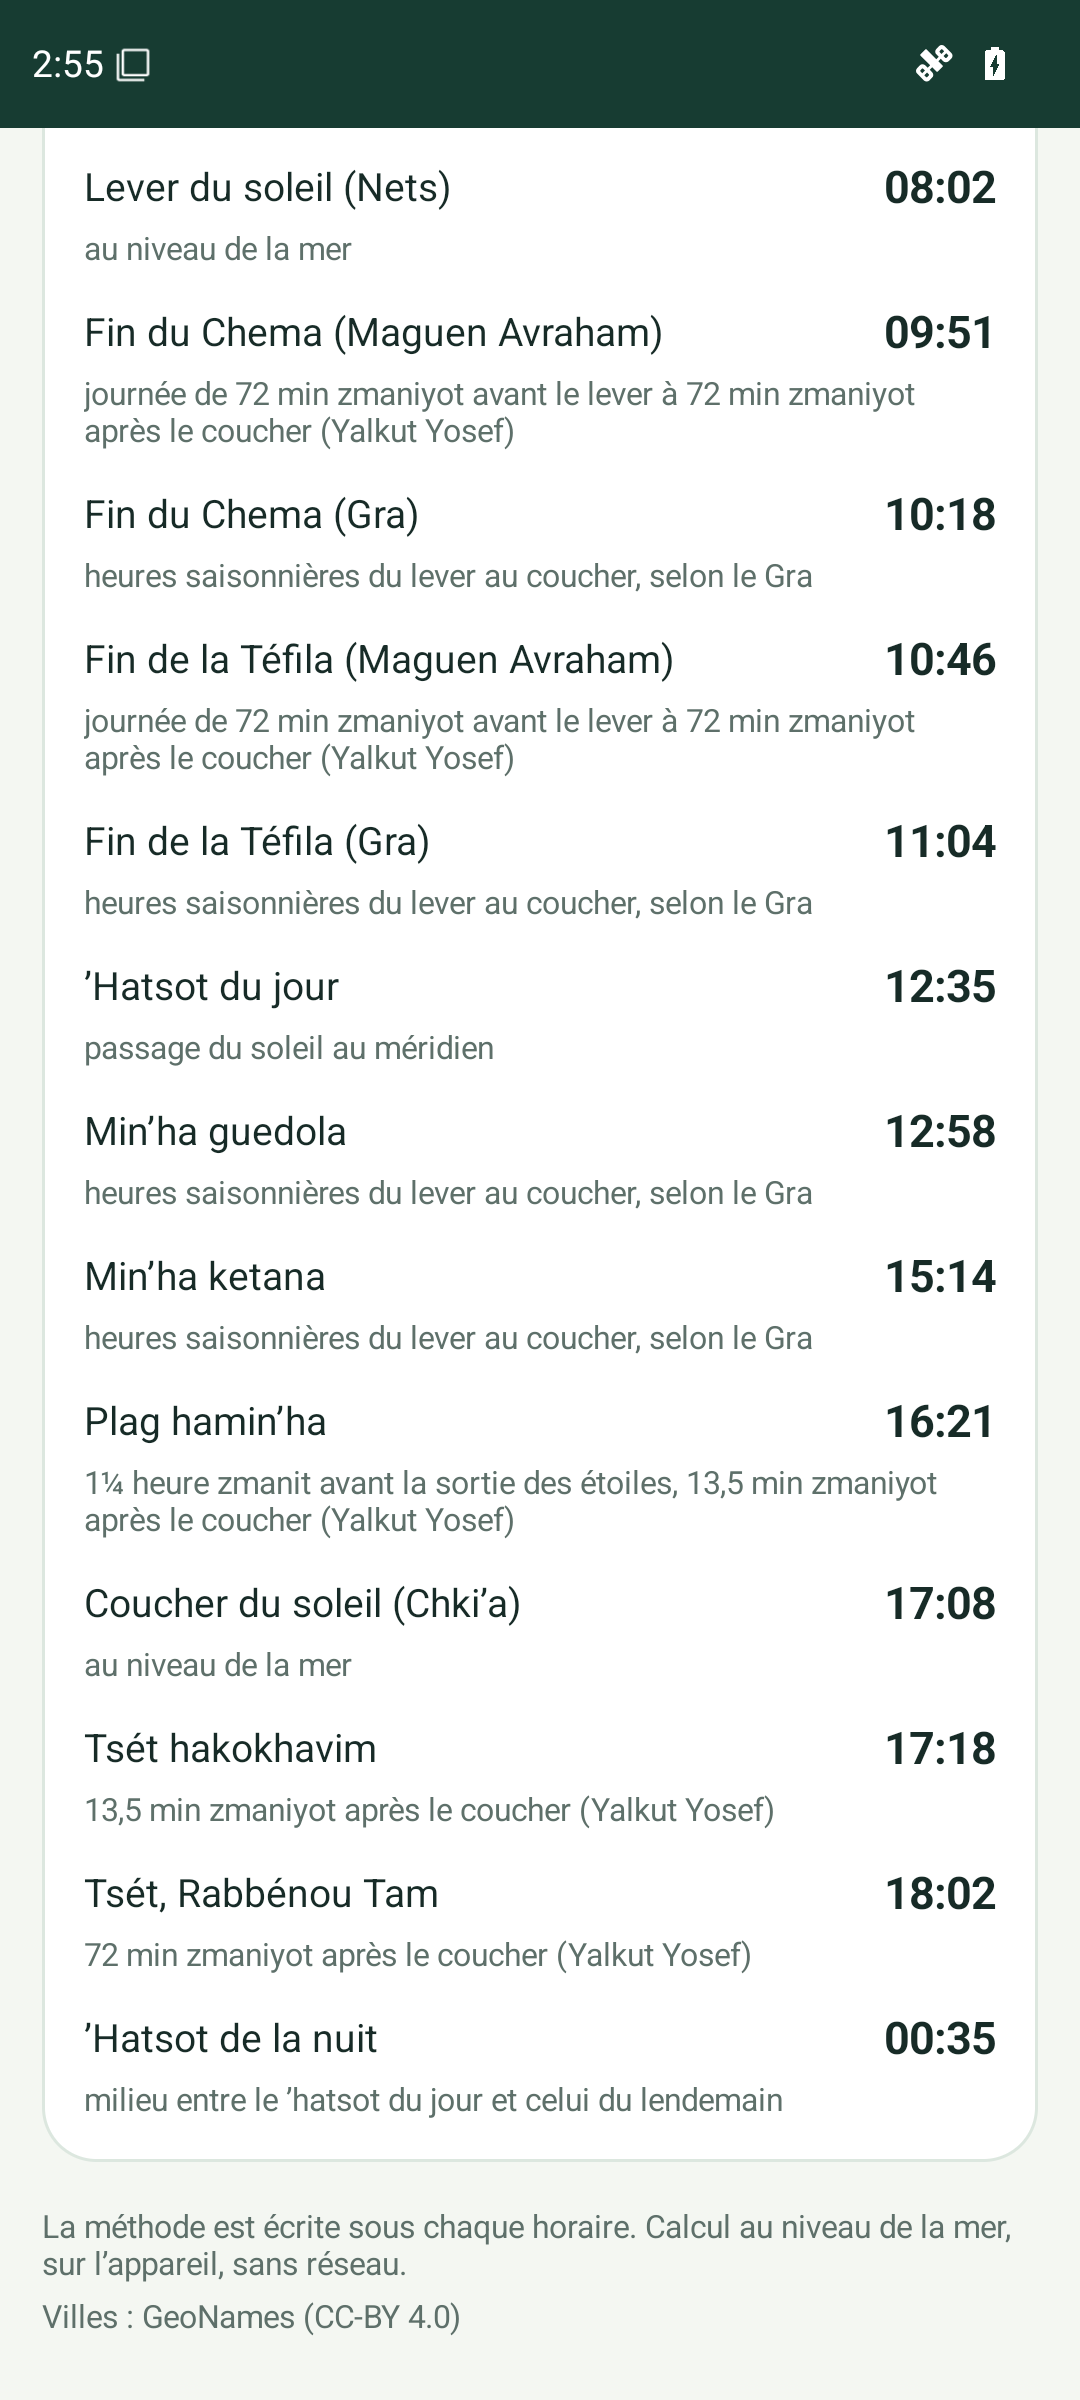 2:55
Lever du soleil (Nets) 08:02
au niveau de la mer
Fin du Chema (Maguen Avraham) 09:51
journée de 72 min zmaniyot avant le lever à 72 min zmaniyot
après le coucher (Yalkut Yosef)
Fin du Chema (Gra) 10:18
heures saisonnières du lever au coucher, selon le Gra
Fin de la Téfila (Maguen Avraham) 10:46
journée de 72 min zmaniyot avant le lever à 72 min zmaniyot
après le coucher (Yalkut Yosef)
Fin de la Téfila (Gra) 11:04
heures saisonnières du lever au coucher, selon le Gra
’Hatsot du jour 12:35
passage du soleil au méridien
Min’ha guedola 12:58
heures saisonnières du lever au coucher, selon le Gra
Min’ha ketana 15:14
heures saisonnières du lever au coucher, selon le Gra
Plag hamin’ha 16:21
1¼ heure zmanit avant la sortie des étoiles, 13,5 min zmaniyot
après le coucher (Yalkut Yosef)
Coucher du soleil (Chki’a) 17:08
au niveau de la mer
Tsét hakokhavim 17:18
13,5 min zmaniyot après le coucher (Yalkut Yosef)
Tsét, Rabbénou Tam 18:02
72 min zmaniyot après le coucher (Yalkut Yosef)
’Hatsot de la nuit 00:35
milieu entre le ’hatsot du jour et celui du lendemain
La méthode est écrite sous chaque horaire. Calcul au niveau de la mer,
sur l’appareil, sans réseau.
Villes : GeoNames (CC-BY 4.0)